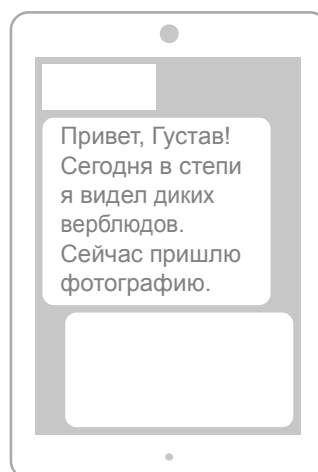 Привет, Густав!
Сегодня в степи
я видел диких
верблюдов.
Сейчас пришлю
фотографию.